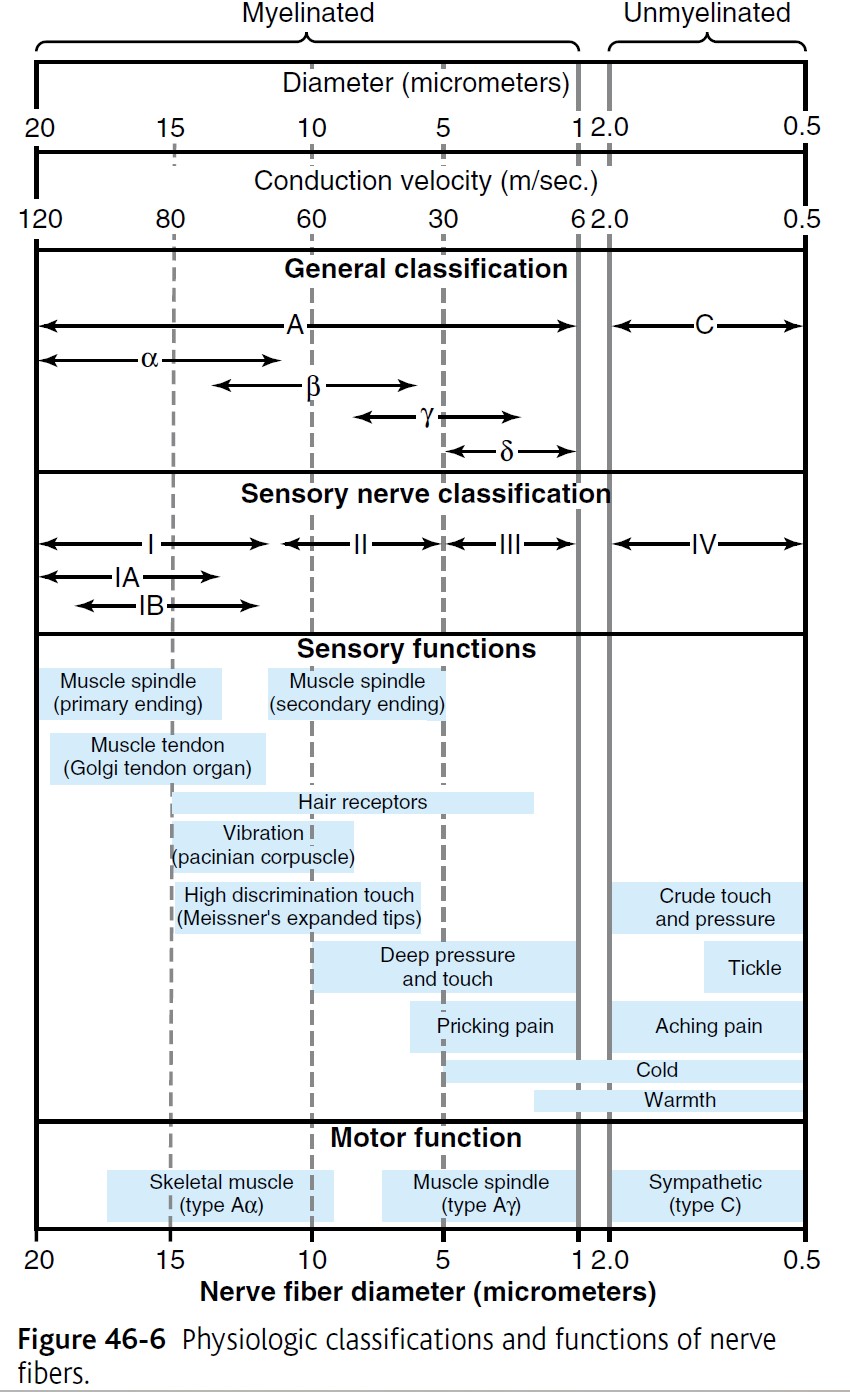 Myelinated Unmyelinated
Diameter (micrometers)
20 15 10 5 1 2.0 0.5
Conduction velocity (m/sec.)
120 80 60 30 6 2.0 0.5
General classification
A C
α
β
γ
δ
Sensory nerve classification
I II III IV
IA
IB
Sensory functions
Muscle spindle
(primary ending)
Muscle spindle
(secondary ending)
Muscle tendon
(Golgi tendon organ)
Hair receptors
Vibration
(pacinian corpuscle)
High discrimination touch
(Meissner's expanded tips)
Crude touch
and pressure
Deep pressure
and touch
Tickle
Pricking pain
Aching pain
Cold
Warmth
Motor function
Skeletal muscle
(type Aα)
Muscle spindle
(type Aγ)
Sympathetic
(type C)
20 15 10 5 1 2.0 0.5
Nerve fiber diameter (micrometers)
Figure 46-6 Physiologic classifications and functions of nerve
fibers.